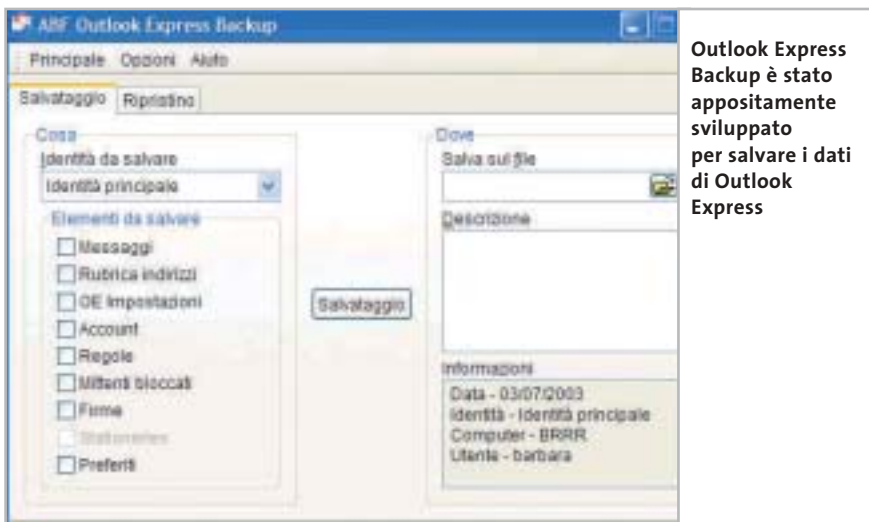 ABF Outlook Express Backup
Principale Opzioni Aiuto
Salvataggio Ripristino
Cosa
Identità da salvare
Identità principale
Elementi da salvare
Messaggi
Rubrica indirizzi
OE Impostazioni
Account
Regole
Mittenti bloccati
Firme
Stationeries
Preferiti
Salvataggio
Dove
Salva sul file
Descrizione
Informazioni
Data - 03/07/2003
Identità - Identità principale
Computer - BRRR
Utente - barbara
Outlook Express
Backup è stato
appositamente
sviluppato
per salvare i dati
di Outlook
Express